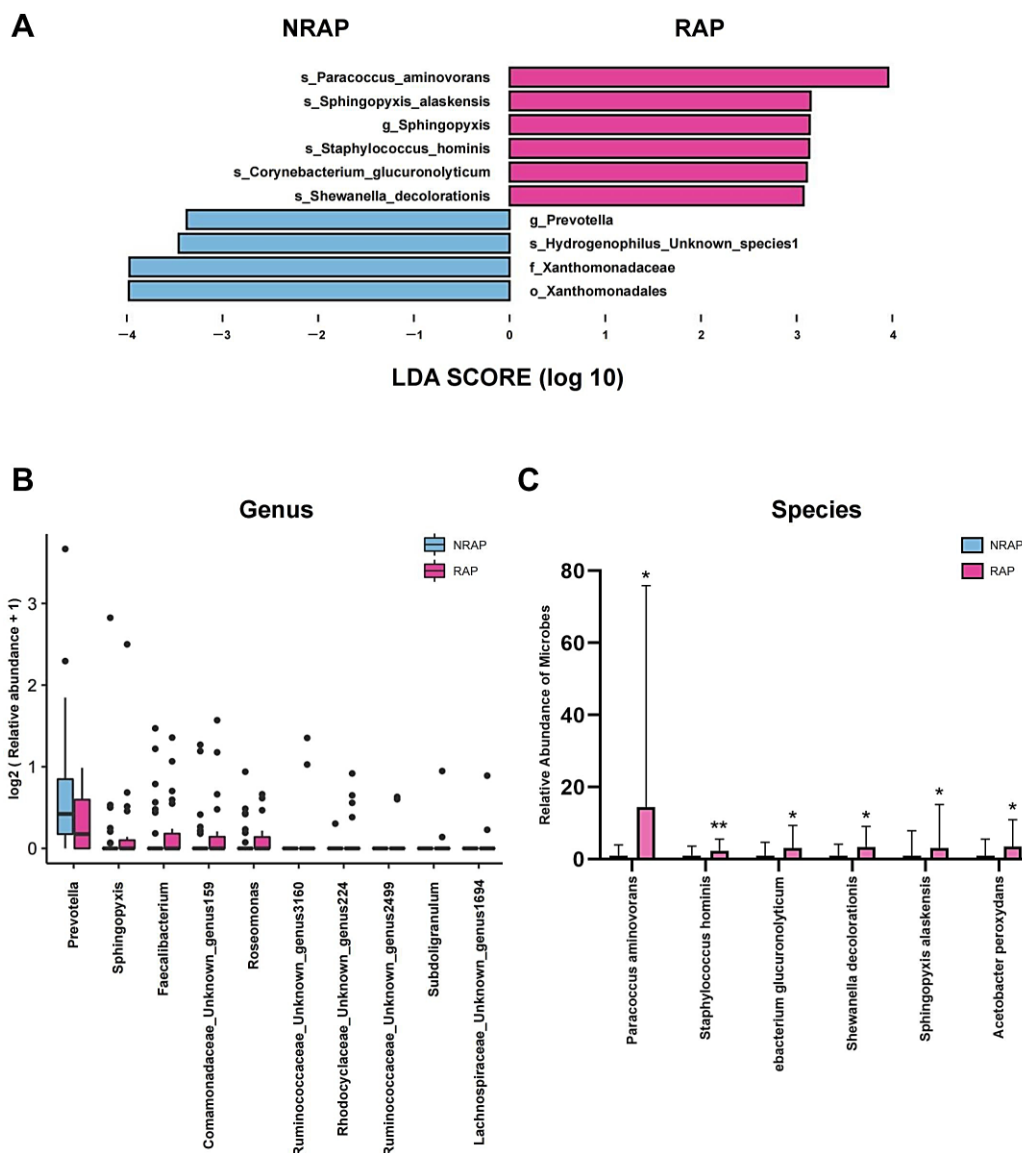 A
NRAP
RAP
s_Paracoccus_aminovorans
s_Sphingopyxis_alaskensis
g_Sphingopyxis
s_Staphylococcus_hominis
s_Corynebacterium_glucuronolyticum
s_Shewanella_decolorationis
g_Prevotella
s_Hydrogenophilus_Unknown_species1
f_Xanthomonadaceae
o_Xanthomonadales
−4 −3 −2 −1 0 1 2 3 4
LDA SCORE (log 10)
B
Genus
NRAP
RAP
log2 ( Relative abundance + 1)
3
2
1
0
Prevotella
Sphingopyxis
Faecalibacterium
Comamonadaceae_Unknown_genus159
Roseomonas
Ruminococcaceae_Unknown_genus3160
Rhodocyclaceae_Unknown_genus224
Ruminococcaceae_Unknown_genus2499
Subdoligranulum
Lachnospiraceae_Unknown_genus1694
C
Species
NRAP
RAP
Relative Abundance of Microbes
80
60
40
20
0
*
**
*
*
*
*
Paracoccus aminovorans
Staphylococcus hominis
ebacterium glucuronolyticum
Shewanella decolorationis
Sphingopyxis alaskensis
Acetobacter peroxydans